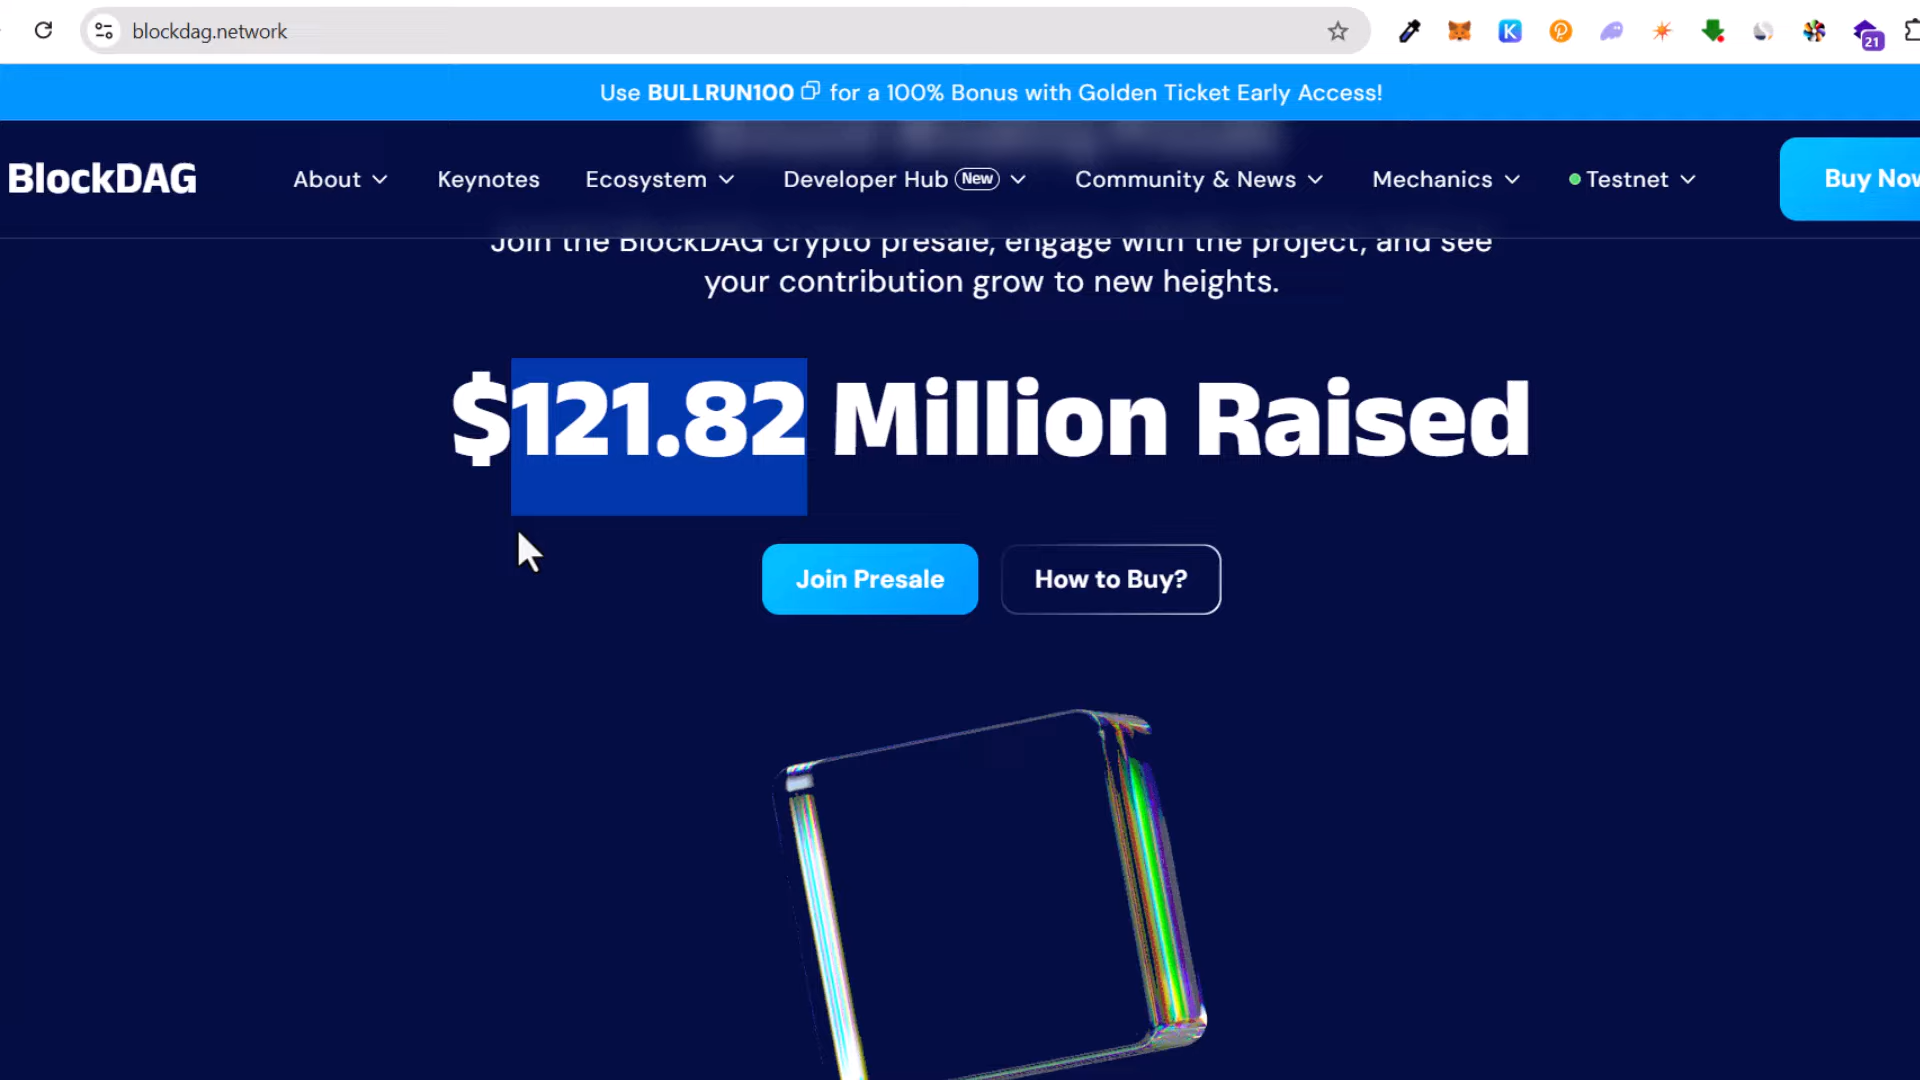 blockdag.network
21
Use BULLRUN100 for a 100% Bonus with Golden Ticket Early Access!
BlockDAG
About
Keynotes
Ecosystem
Developer Hub New
Community & News
Mechanics
Testnet
Buy Now
Join the BlockDAG crypto presale, engage with the project, and see
your contribution grow to new heights.
$121.82 Million Raised
Join Presale
How to Buy?